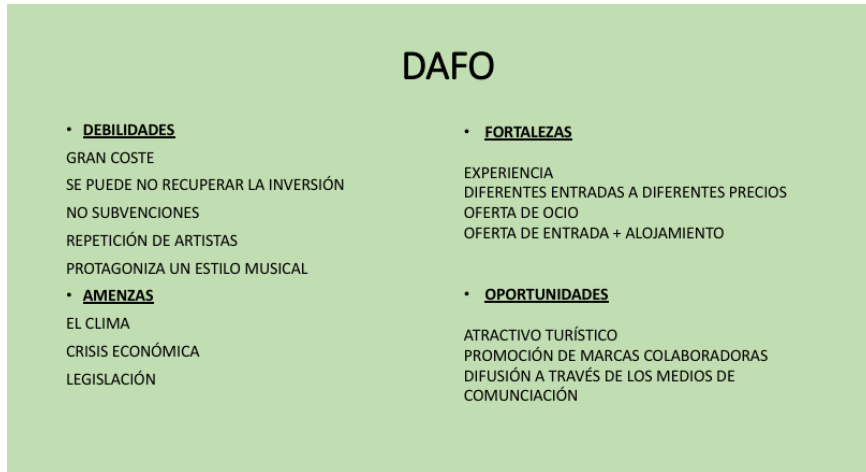 DAFO
• DEBILIDADES
GRAN COSTE
SE PUEDE NO RECUPERAR LA INVERSIÓN
NO SUBVENCIONES
REPETICIÓN DE ARTISTAS
PROTAGONIZA UN ESTILO MUSICAL
• AMENZAS
EL CLIMA
CRISIS ECONÓMICA
LEGISLACIÓN
• FORTALEZAS
EXPERIENCIA
DIFERENTES ENTRADAS A DIFERENTES PRECIOS
OFERTA DE OCIO
OFERTA DE ENTRADA + ALOJAMIENTO
• OPORTUNIDADES
ATRACTIVO TURÍSTICO
PROMOCIÓN DE MARCAS COLABORADORAS
DIFUSIÓN A TRAVÉS DE LOS MEDIOS DE
COMUNCIACIÓN